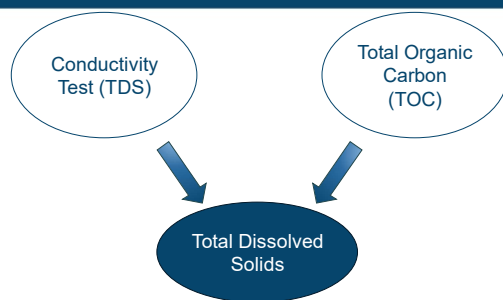 Conductivity
Test (TDS)
Total Organic
Carbon
(TOC)
Total Dissolved
Solids